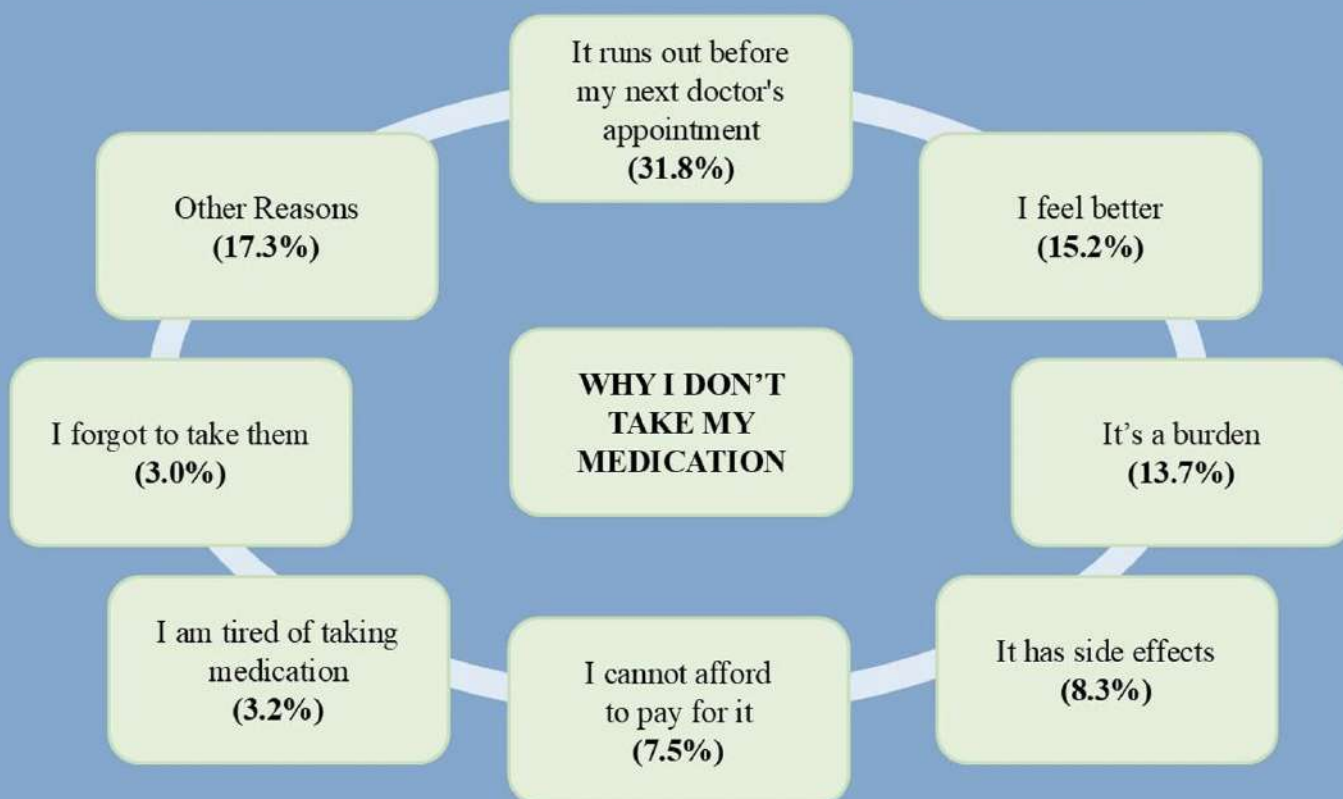 It runs out before
my next doctor's
appointment
(31.8%)
I feel better
(15.2%)
It’s a burden
(13.7%)
It has side effects
(8.3%)
I cannot afford
to pay for it
(7.5%)
I am tired of taking
medication
(3.2%)
I forgot to take them
(3.0%)
Other Reasons
(17.3%)
WHY I DON’T
TAKE MY
MEDICATION